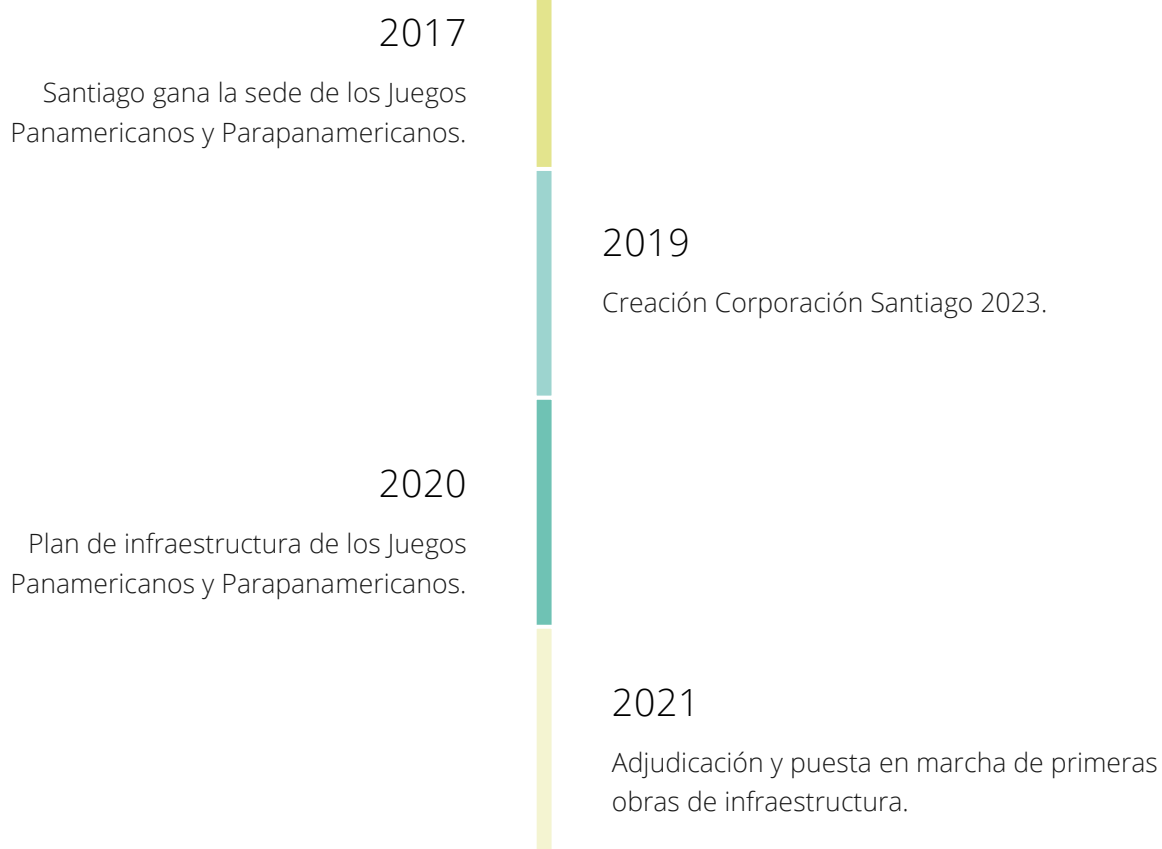 2017
Santiago gana la sede de los Juegos
Panamericanos y Parapanamericanos.
2019
Creación Corporación Santiago 2023.
2020
Plan de infraestructura de los Juegos
Panamericanos y Parapanamericanos.
2021
Adjudicación y puesta en marcha de primeras
obras de infraestructura.